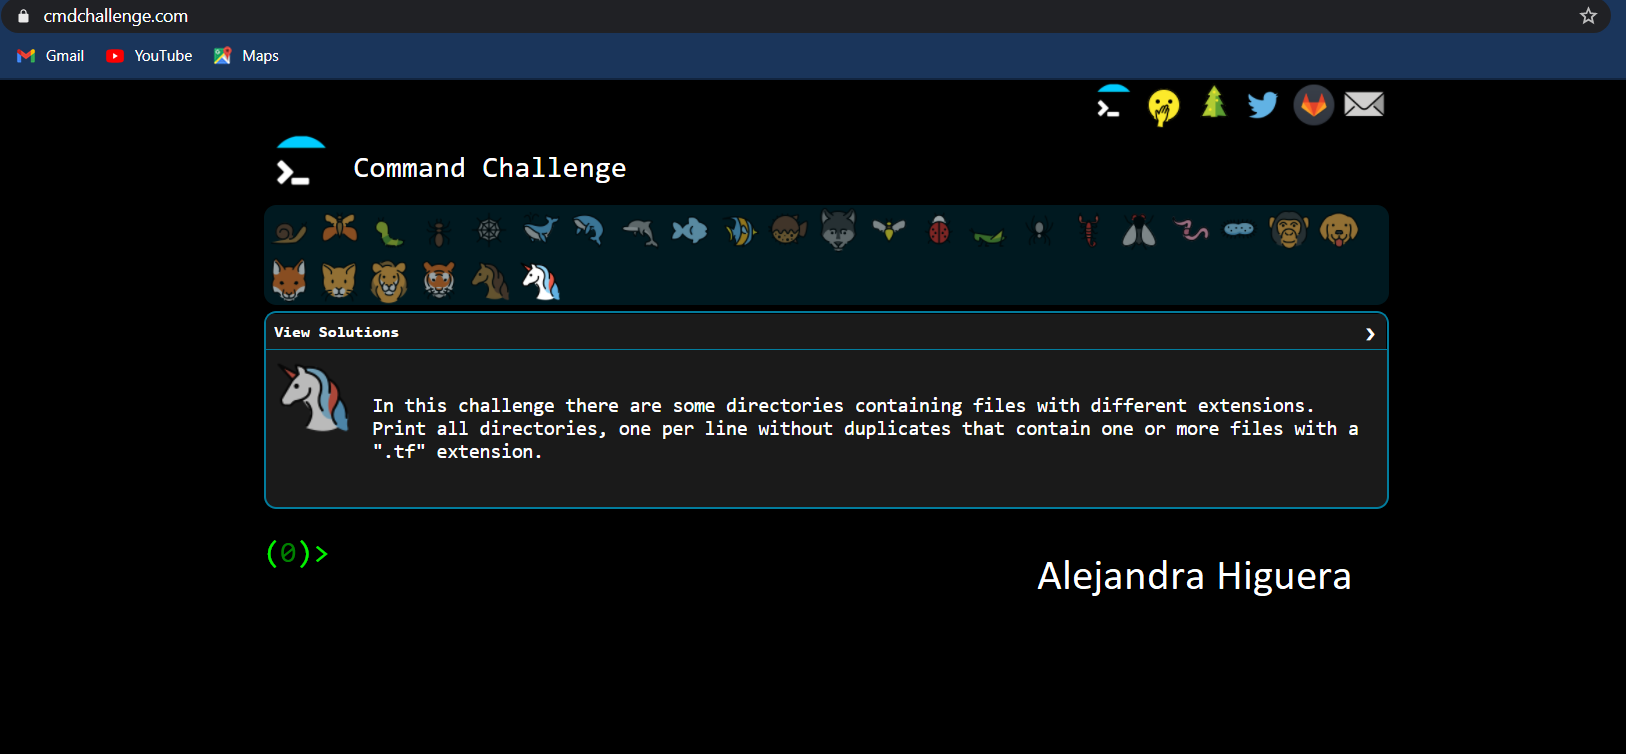 cmdchallenge.com
Gmail YouTube Maps
Command Challenge
View Solutions
In this challenge there are some directories containing files with different extensions.
Print all directories, one per line without duplicates that contain one or more files with a
".tf" extension.
(0)>
Alejandra Higuera